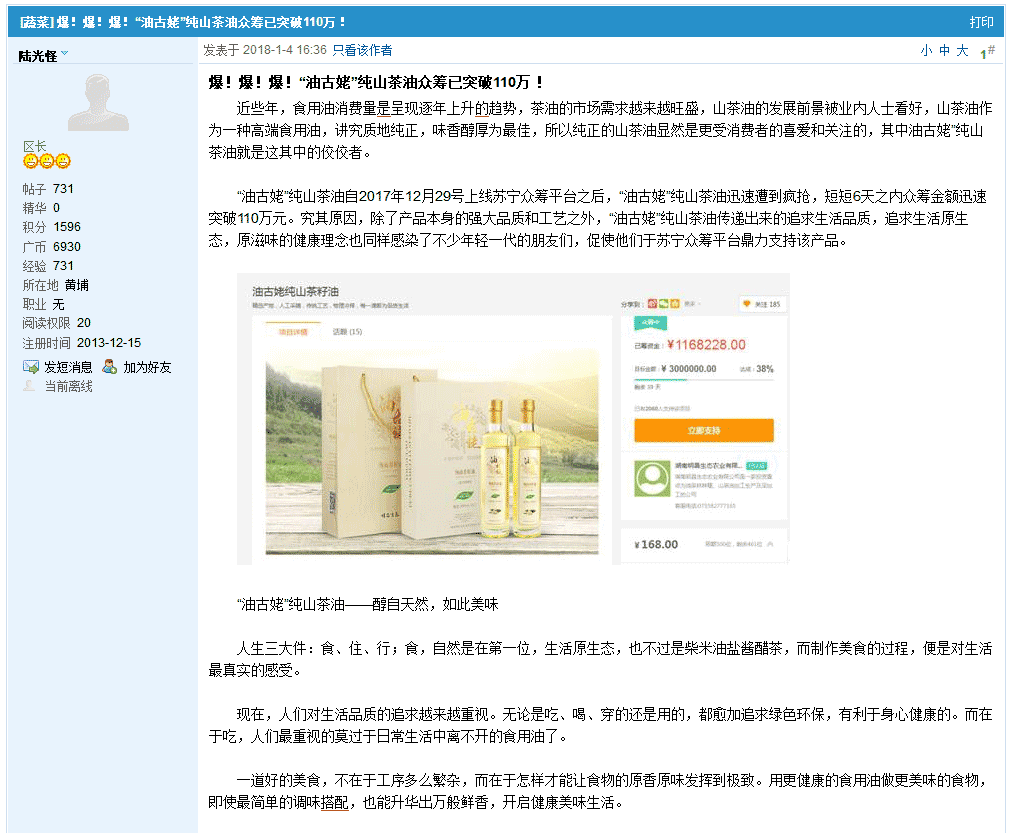 [蔬菜] 爆！爆！爆！“油古姥”纯山茶油众筹已突破110万！
打印
陆光怪
发表于 2018-1-4 16:36 只看该作者
小 中 大 1#
区长
帖子 731
精华 0
积分 1596
广币 6930
经验 731
所在地 黄埔
职业 无
阅读权限 20
注册时间 2013-12-15
发短消息 加为好友
当前离线
爆！爆！爆！“油古姥”纯山茶油众筹已突破110万！
近些年，食用油消费量是呈现逐年上升的趋势，茶油的市场需求越来越旺盛，山茶油的发展前景被业内人士看好，山茶油作
为一种高端食用油，讲究质地纯正，味香醇厚为最佳，所以纯正的山茶油显然是更受消费者的喜爱和关注的，其中油古姥”纯山
茶油就是这其中的佼佼者。
“油古姥”纯山茶油自2017年12月29号上线苏宁众筹平台之后，“油古姥”纯山茶油迅速遭到疯抢，短短6天之内众筹金额迅速
突破110万元。究其原因，除了产品本身的强大品质和工艺之外，“油古姥”纯山茶油传递出来的追求生活品质，追求生活原生
态，原滋味的健康理念也同样感染了不少年轻一代的朋友们，促使他们于苏宁众筹平台鼎力支持该产品。
油古姥纯山茶籽油
分享到：
关注 185
项目详情 话题 (15)
已筹资金：¥1168228.00
目标金额：¥ 3000000.00 达成：38%
立即支持
¥ 168.00
“油古姥”纯山茶油——醇自天然，如此美味
人生三大件：食、住、行；食，自然是在第一位，生活原生态，也不过是柴米油盐酱醋茶，而制作美食的过程，便是对生活
最真实的感受。
现在，人们对生活品质的追求越来越重视。无论是吃、喝、穿的还是用的，都愈加追求绿色环保，有利于身心健康的。而在
于吃，人们最重视的莫过于日常生活中离不开的食用油了。
一道好的美食，不在于工序多么繁杂，而在于怎样才能让食物的原香原味发挥到极致。用更健康的食用油做更美味的食物，
即使最简单的调味搭配，也能升华出万般鲜香，开启健康美味生活。